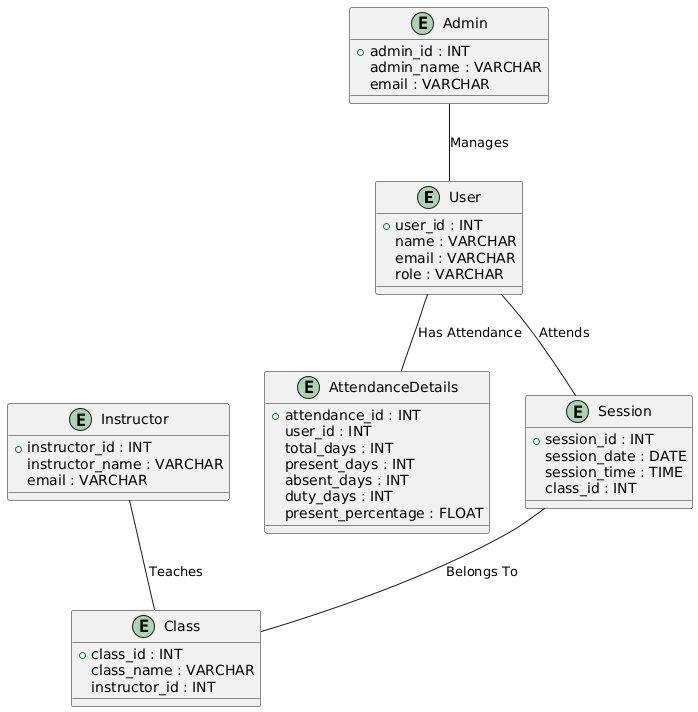 E Admin
admin_id : INT
admin_name : VARCHAR
email : VARCHAR
Manages
E User
user_id : INT
name : VARCHAR
email : VARCHAR
role : VARCHAR
Has Attendance
Attends
E AttendanceDetails
attendance_id : INT
user_id : INT
total_days : INT
present_days : INT
absent_days : INT
duty_days : INT
present_percentage : FLOAT
E Session
session_id : INT
session_date : DATE
session_time : TIME
class_id : INT
E Instructor
instructor_id : INT
instructor_name : VARCHAR
email : VARCHAR
Teaches
Belongs To
E Class
class_id : INT
class_name : VARCHAR
instructor_id : INT